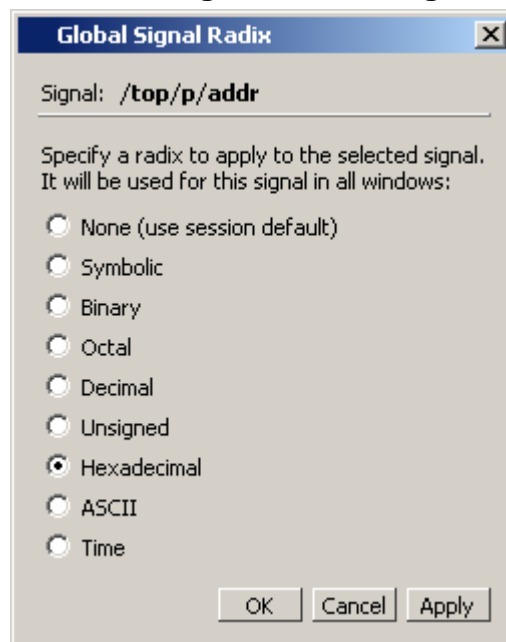 Global Signal Radix
Signal: /top/p/addr
Specify a radix to apply to the selected signal.
It will be used for this signal in all windows:
None (use session default)
Symbolic
Binary
Octal
Decimal
Unsigned
Hexadecimal
ASCII
Time
OK Cancel Apply